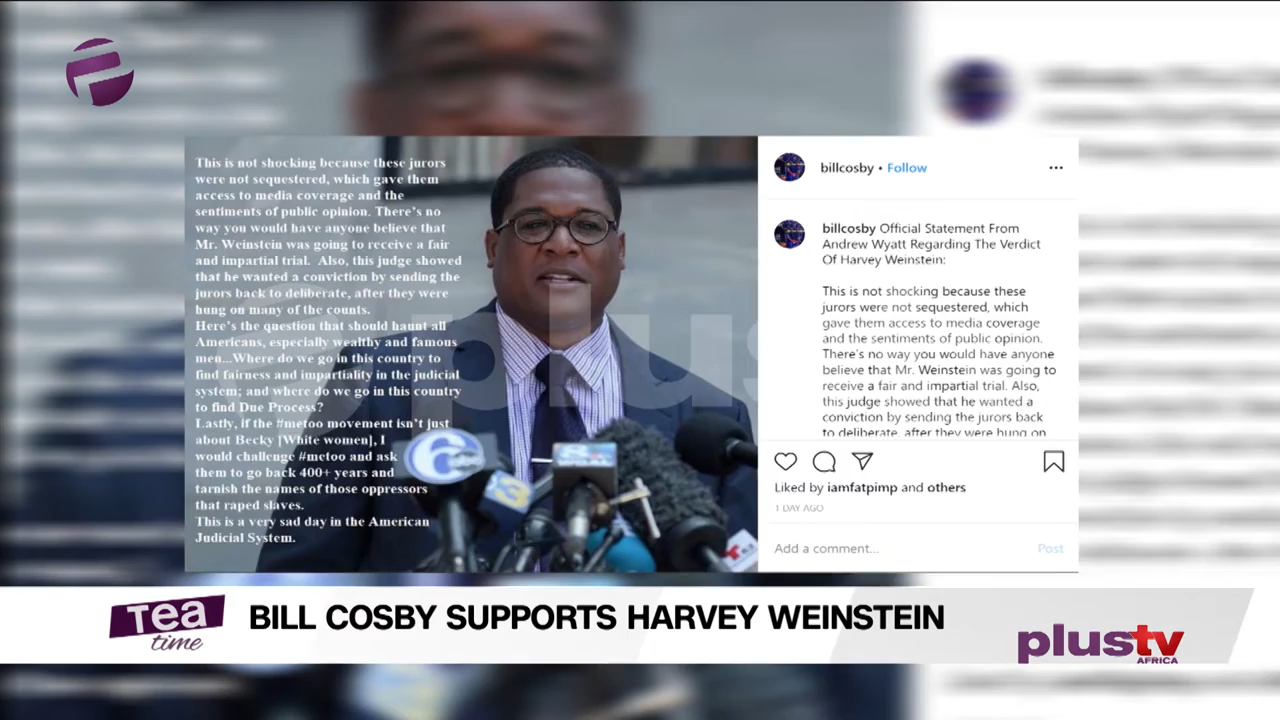 This is not shocking because these jurors
were not sequestered, which gave them
access to media coverage and the
sentiments of public opinion. There's no
way you would have anyone believe that
Mr. Weinstein was going to receive a fair
and impartial trial. Also, this judge showed
that he wanted a conviction by sending the
jurors back to deliberate, after they were
hung on many of the counts.
Here's the question that should haunt all
Americans, especially wealthy and famous
men...Where do we go in this country to
find fairness and impartiality in the judicial
system; and where do we go in this country
to find Due Process?
Lastly, if the #metoo movement isn't just
about Becky [White women], I
would challenge #metoo and ask
them to go back 400+ years and
tarnish the names of those oppressors
that raped slaves.
This is a very sad day in the American
Judicial System.
plus
6
3
billcosby • Follow
billcosby Official Statement From
Andrew Wyatt Regarding The Verdict
Of Harvey Weinstein:
This is not shocking because these
jurors were not sequestered, which
gave them access to media coverage
and the sentiments of public opinion.
There's no way you would have anyone
believe that Mr. Weinstein was going to
receive a fair and impartial trial. Also,
this judge showed that he wanted a
conviction by sending the jurors back
to deliberate, after they were hung on
Liked by iamfatpimp and others
1 DAY AGO
Add a comment...
Post
Tea
time
BILL COSBY SUPPORTS HARVEY WEINSTEIN
plustv
AFRICA